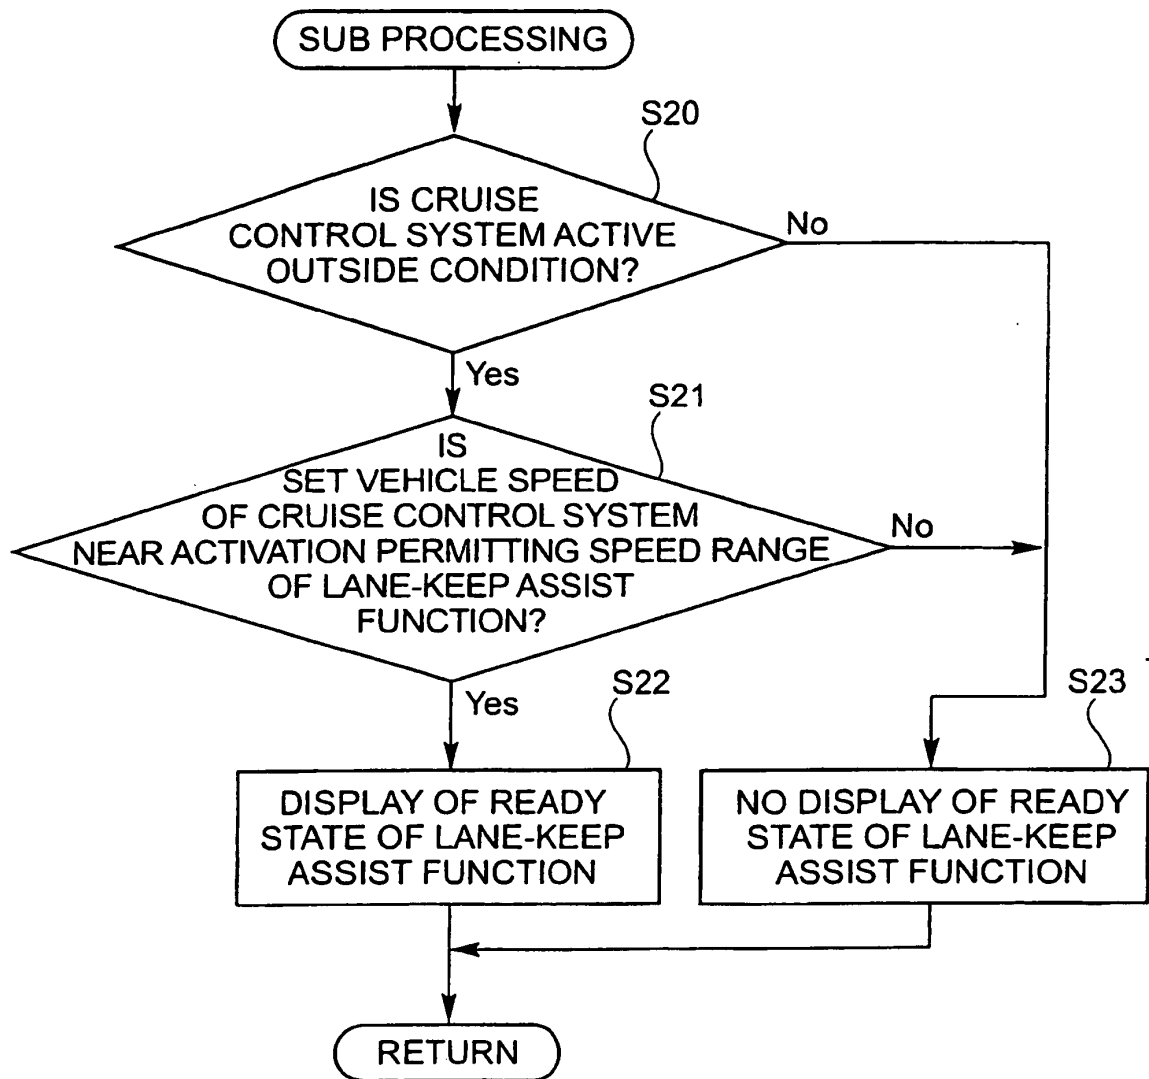 SUB PROCESSING
S20
IS CRUISE
CONTROL SYSTEM ACTIVE
OUTSIDE CONDITION?
No
Yes
S21
IS
SET VEHICLE SPEED
OF CRUISE CONTROL SYSTEM
NEAR ACTIVATION PERMITTING SPEED RANGE
OF LANE-KEEP ASSIST
FUNCTION?
No
Yes
S22
DISPLAY OF READY
STATE OF LANE-KEEP
ASSIST FUNCTION
S23
NO DISPLAY OF READY
STATE OF LANE-KEEP
ASSIST FUNCTION
RETURN